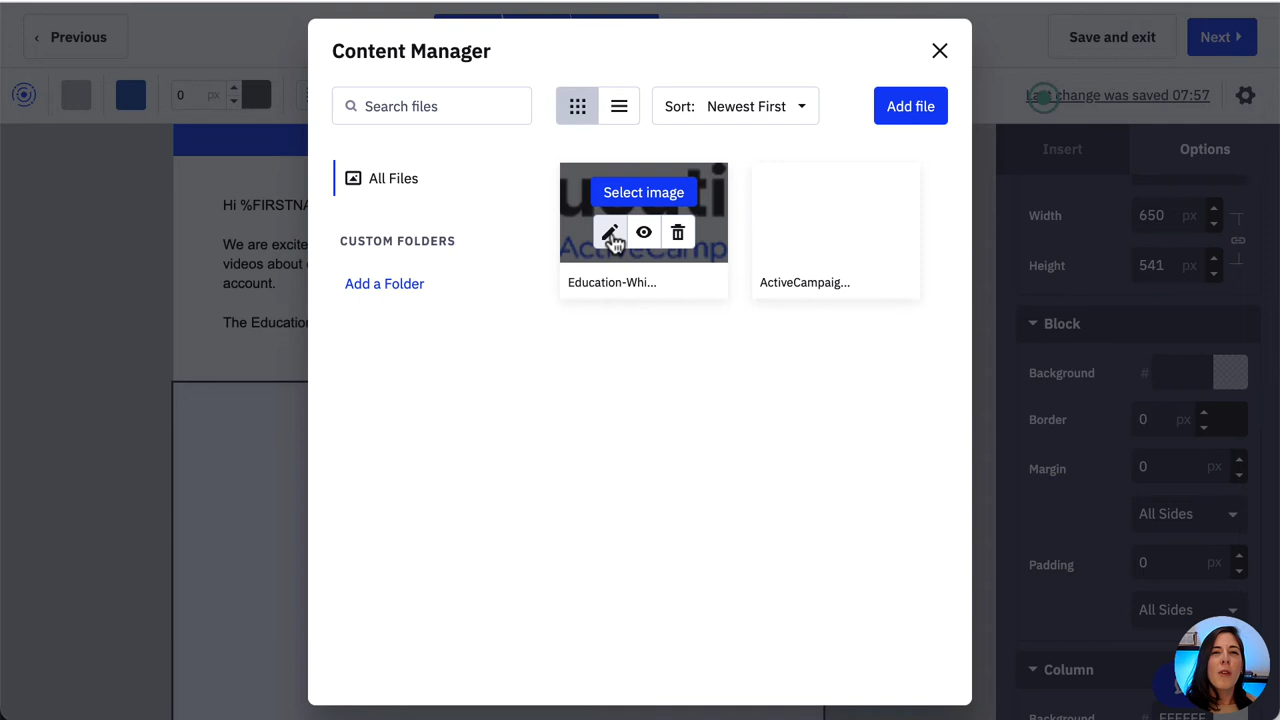 Previous
Save and exit
Next
0 px
Last change was saved 07:57
Content Manager
Search files
Sort: Newest First
Add file
All Files
CUSTOM FOLDERS
Add a Folder
Select image
ActiveCamp
Education-Whi...
ActiveCampaig...
Hi %FIRSTNA
We are excite
videos about
account.
The Education
Insert
Options
Width 650 px
Height 541 px
Block
Background #
Border 0 px
Margin 0 px
All Sides
Padding 0 px
All Sides
Column
Background # FFFFFF